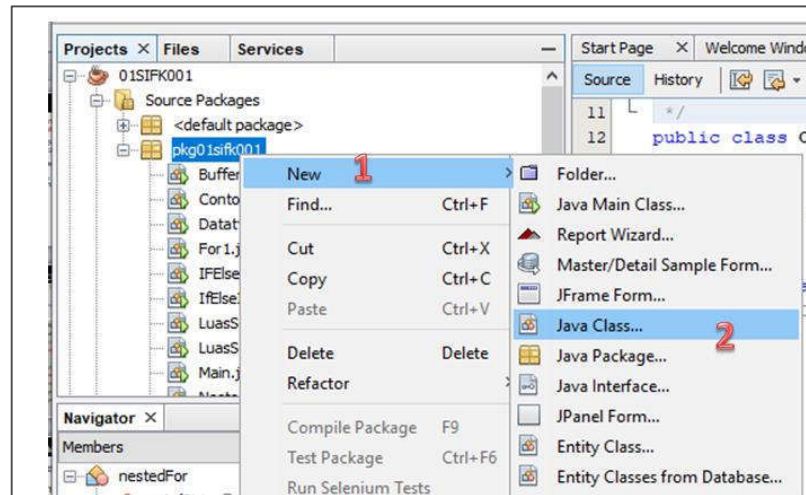 Projects Files Services
Start Page Welcome Wind
01SIFK001
Source Packages
<default package>
pkg01sifk001
Source History
11 */
12 public class
Buffer
Conto
Datat
For1.j
IFElse
IfElse
LuasS
LuasS
Main.j
New 1
Find... Ctrl+F
Cut Ctrl+X
Copy Ctrl+C
Paste Ctrl+V
Delete Delete
Refactor
Compile Package F9
Test Package Ctrl+F6
Run Selenium Tests
Folder...
Java Main Class...
Report Wizard...
Master/Detail Sample Form...
JFrame Form...
Java Class... 2
Java Package...
Java Interface...
JPanel Form...
Entity Class...
Entity Classes from Database...
Navigator
Members
nestedFor